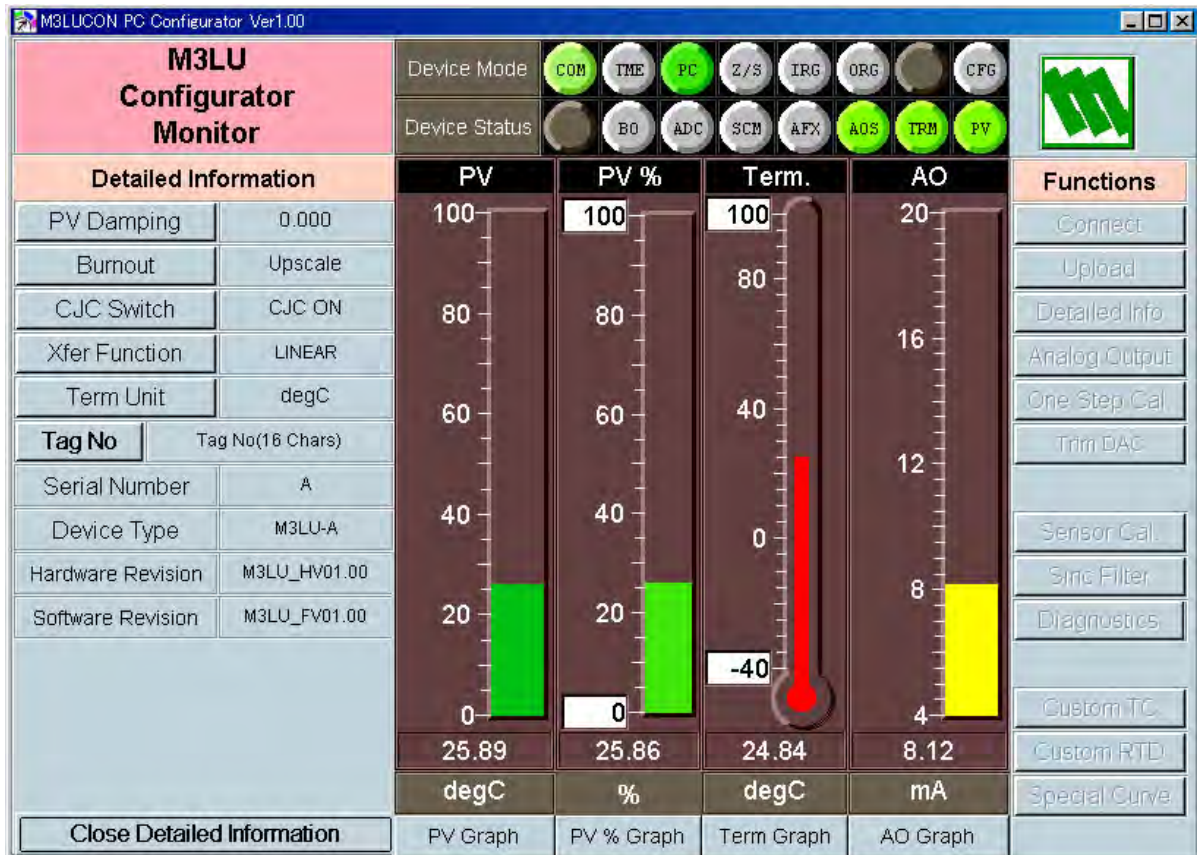 M3LUCON PC Configurator Ver1.00
M3LU
Configurator
Monitor
Device Mode
COM
TME
PC
Z/S
IRG
ORG
CFG
Device Status
BO
ADC
SCM
AFX
AOS
TRM
PV
Detailed Information
PV Damping 0.000
Burnout Upscale
CJC Switch CJC ON
Xfer Function LINEAR
Term Unit degC
Tag No Tag No(16 Chars)
Serial Number A
Device Type M3LU-A
Hardware Revision M3LU_HV01.00
Software Revision M3LU_FV01.00
Close Detailed Information
PV
100
80
60
40
20
0
25.89
degC
PV Graph
PV %
100
80
60
40
20
0
25.86
%
PV % Graph
Term.
100
80
40
0
-40
24.84
degC
Term Graph
AO
20
16
12
8
4
8.12
mA
AO Graph
Functions
Connect
Upload
Detailed Info
Analog Output
One Step Cal.
Trim DAC
Sensor Cal.
Sinc Filter
Diagnostics
Custom TC
Custom RTD
Special Curve